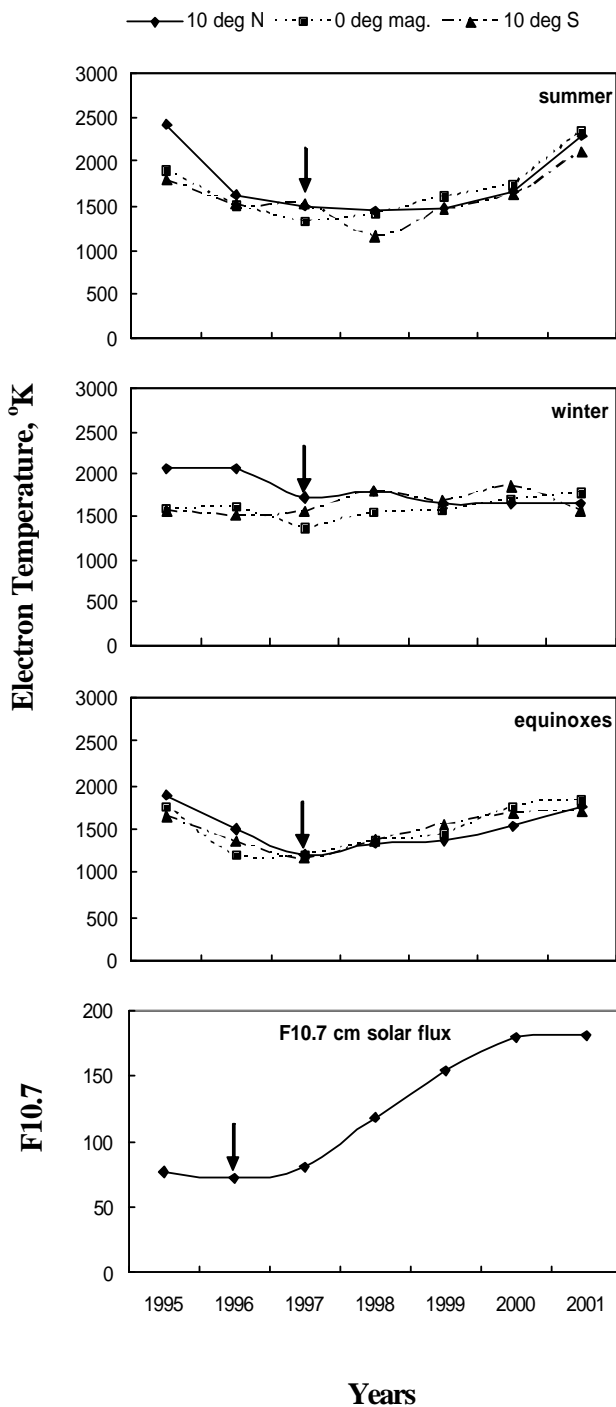 10 deg N 0 deg mag. 10 deg S
3000
2500
2000
1500
1000
500
0
summer
3000
2500
2000
1500
1000
500
0
winter
Electron Temperature, °K
3000
2500
2000
1500
1000
500
0
equinoxes
200
150
100
50
0
F10.7 cm solar flux
F10.7
1995 1996 1997 1998 1999 2000 2001
Years